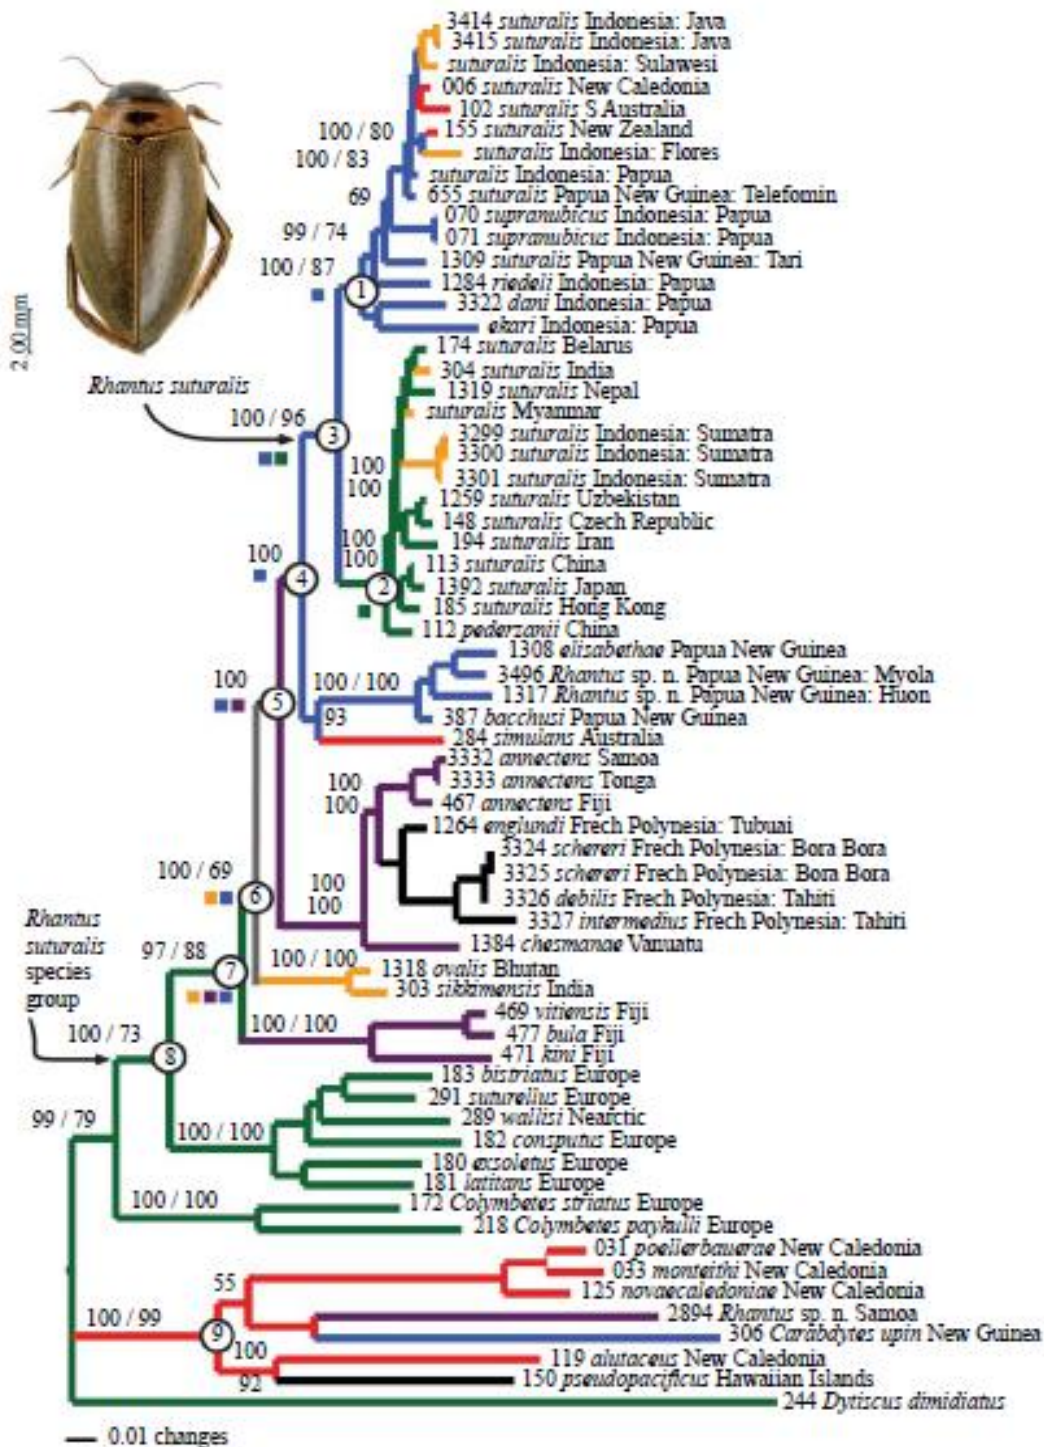 3414 suturalis Indonesia: Java
3415 suturalis Indonesia: Java
suturalis Indonesia: Sulawesi
006 suturalis New Caledonia
102 suturalis S Australia
100 / 80
155 suturalis New Zealand
100 / 83
suturalis Indonesia: Flores
suturalis Indonesia: Papua
69
655 suturalis Papua New Guinea: Telefomin
070 supranubicus Indonesia: Papua
99 / 74
071 supranubicus Indonesia: Papua
1309 suturalis Papua New Guinea: Tari
100 / 87
1
1284 riedeli Indonesia: Papua
3322 dani Indonesia: Papua
ekari Indonesia: Papua
2.00 mm
174 suturalis Belarus
304 suturalis India
Rhantus suturalis
1319 suturalis Nepal
suturalis Myanmar
100 / 96
3
3299 suturalis Indonesia: Sumatra
3300 suturalis Indonesia: Sumatra
100
3301 suturalis Indonesia: Sumatra
100
1259 suturalis Uzbekistan
148 suturalis Czech Republic
100
194 suturalis Iran
100
100
4
113 suturalis China
2
1392 suturalis Japan
185 suturalis Hong Kong
112 pederzanii China
1308 elisabethae Papua New Guinea
100
100 / 100
3496 Rhantus sp. n. Papua New Guinea: Myola
5
1317 Rhantus sp. n. Papua New Guinea: Huon
93
387 bacchusi Papua New Guinea
284 simulans Australia
3332 annectens Samoa
100
3333 annectens Tonga
100
467 annectens Fiji
1264 englundi Frech Polynesia: Tubuai
3324 schereri Frech Polynesia: Bora Bora
100 / 69
3325 schereri Frech Polynesia: Bora Bora
100
6
3326 debilis Frech Polynesia: Tahiti
100
3327 intermedius Frech Polynesia: Tahiti
Rhantus
suturalis
species
group
1384 chesmanae Vanuatu
97 / 88
7
100 / 100
1318 ovalis Bhutan
303 sikkimensis India
469 vitiensis Fiji
100 / 100
477 bula Fiji
100 / 73
8
471 kini Fiji
183 bistriatus Europe
291 suturellus Europe
99 / 79
289 wallisi Nearctic
100 / 100
182 consputus Europe
180 exsoletus Europe
181 latitans Europe
100 / 100
172 Colymbetes striatus Europe
218 Colymbetes paykulli Europe
031 poellerbauerae New Caledonia
033 monteithi New Caledonia
55
125 novaecaledoniae New Caledonia
100 / 99
2894 Rhantus sp. n. Samoa
9
306 Carabdytes upin New Guinea
100
119 alutaceus New Caledonia
92
150 pseudopacificus Hawaiian Islands
244 Dytiscus dimidiatus
0.01 changes